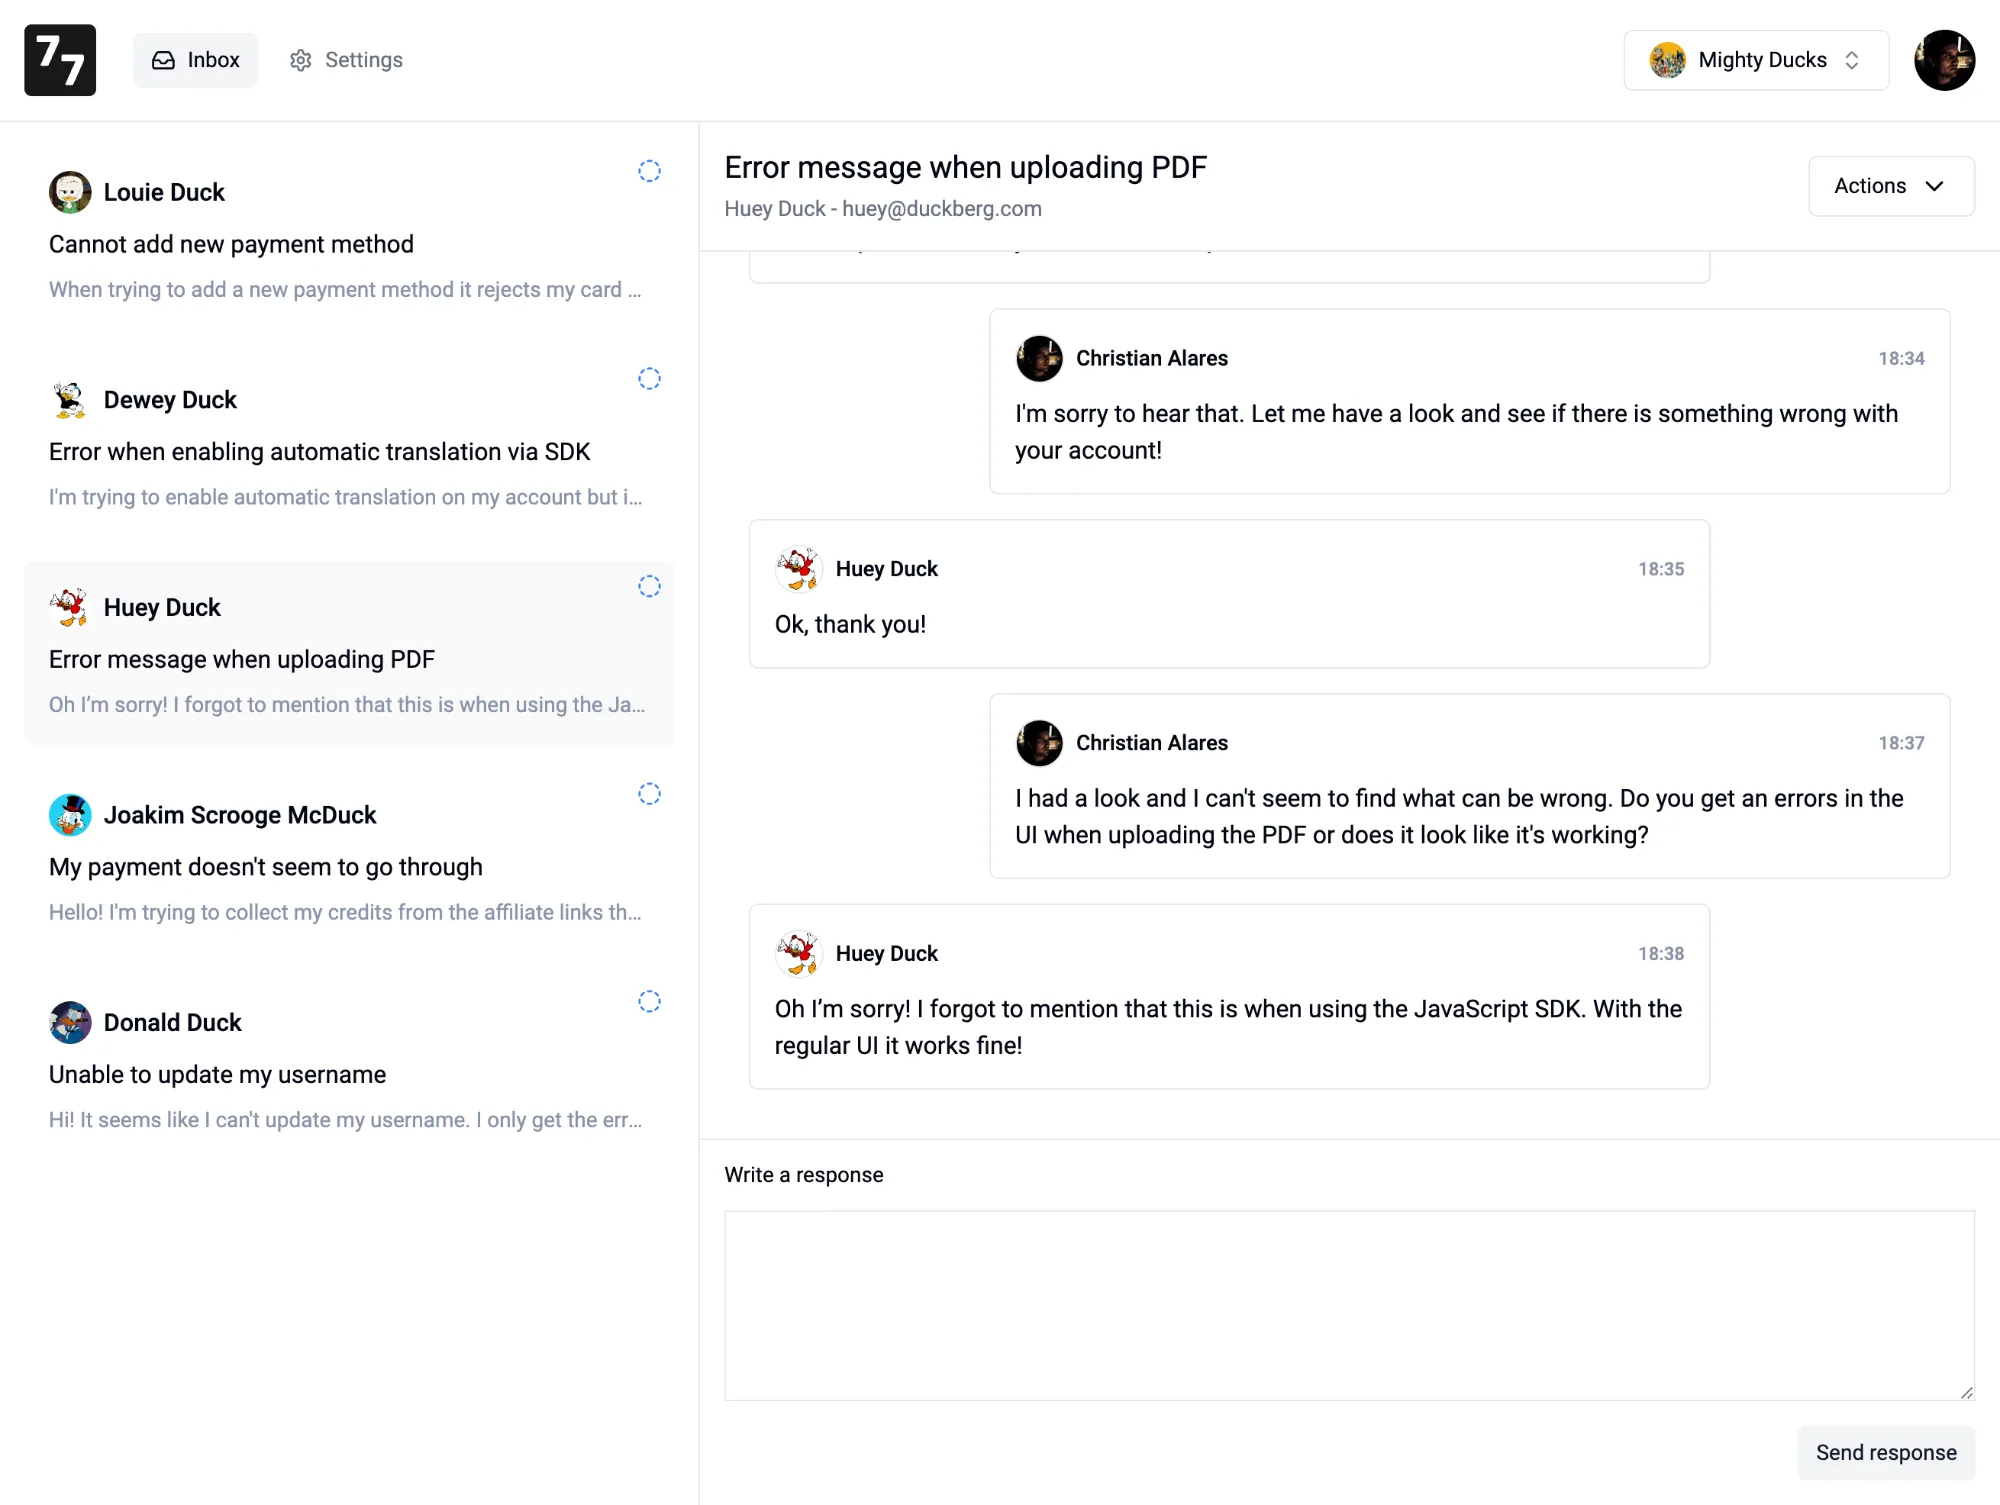 77
Inbox
Settings
Mighty Ducks
Louie Duck
Cannot add new payment method
When trying to add a new payment method it rejects my card ...
Dewey Duck
Error when enabling automatic translation via SDK
I'm trying to enable automatic translation on my account but i...
Huey Duck
Error message when uploading PDF
Oh I’m sorry! I forgot to mention that this is when using the Ja...
Joakim Scrooge McDuck
My payment doesn't seem to go through
Hello! I'm trying to collect my credits from the affiliate links th...
Donald Duck
Unable to update my username
Hi! It seems like I can't update my username. I only get the err...
Error message when uploading PDF
Huey Duck - huey@duckberg.com
Actions
Christian Alares
18:34
I'm sorry to hear that. Let me have a look and see if there is something wrong with
your account!
Huey Duck
18:35
Ok, thank you!
Christian Alares
18:37
I had a look and I can't seem to find what can be wrong. Do you get an errors in the
UI when uploading the PDF or does it look like it's working?
Huey Duck
18:38
Oh I’m sorry! I forgot to mention that this is when using the JavaScript SDK. With the
regular UI it works fine!
Write a response
Send response